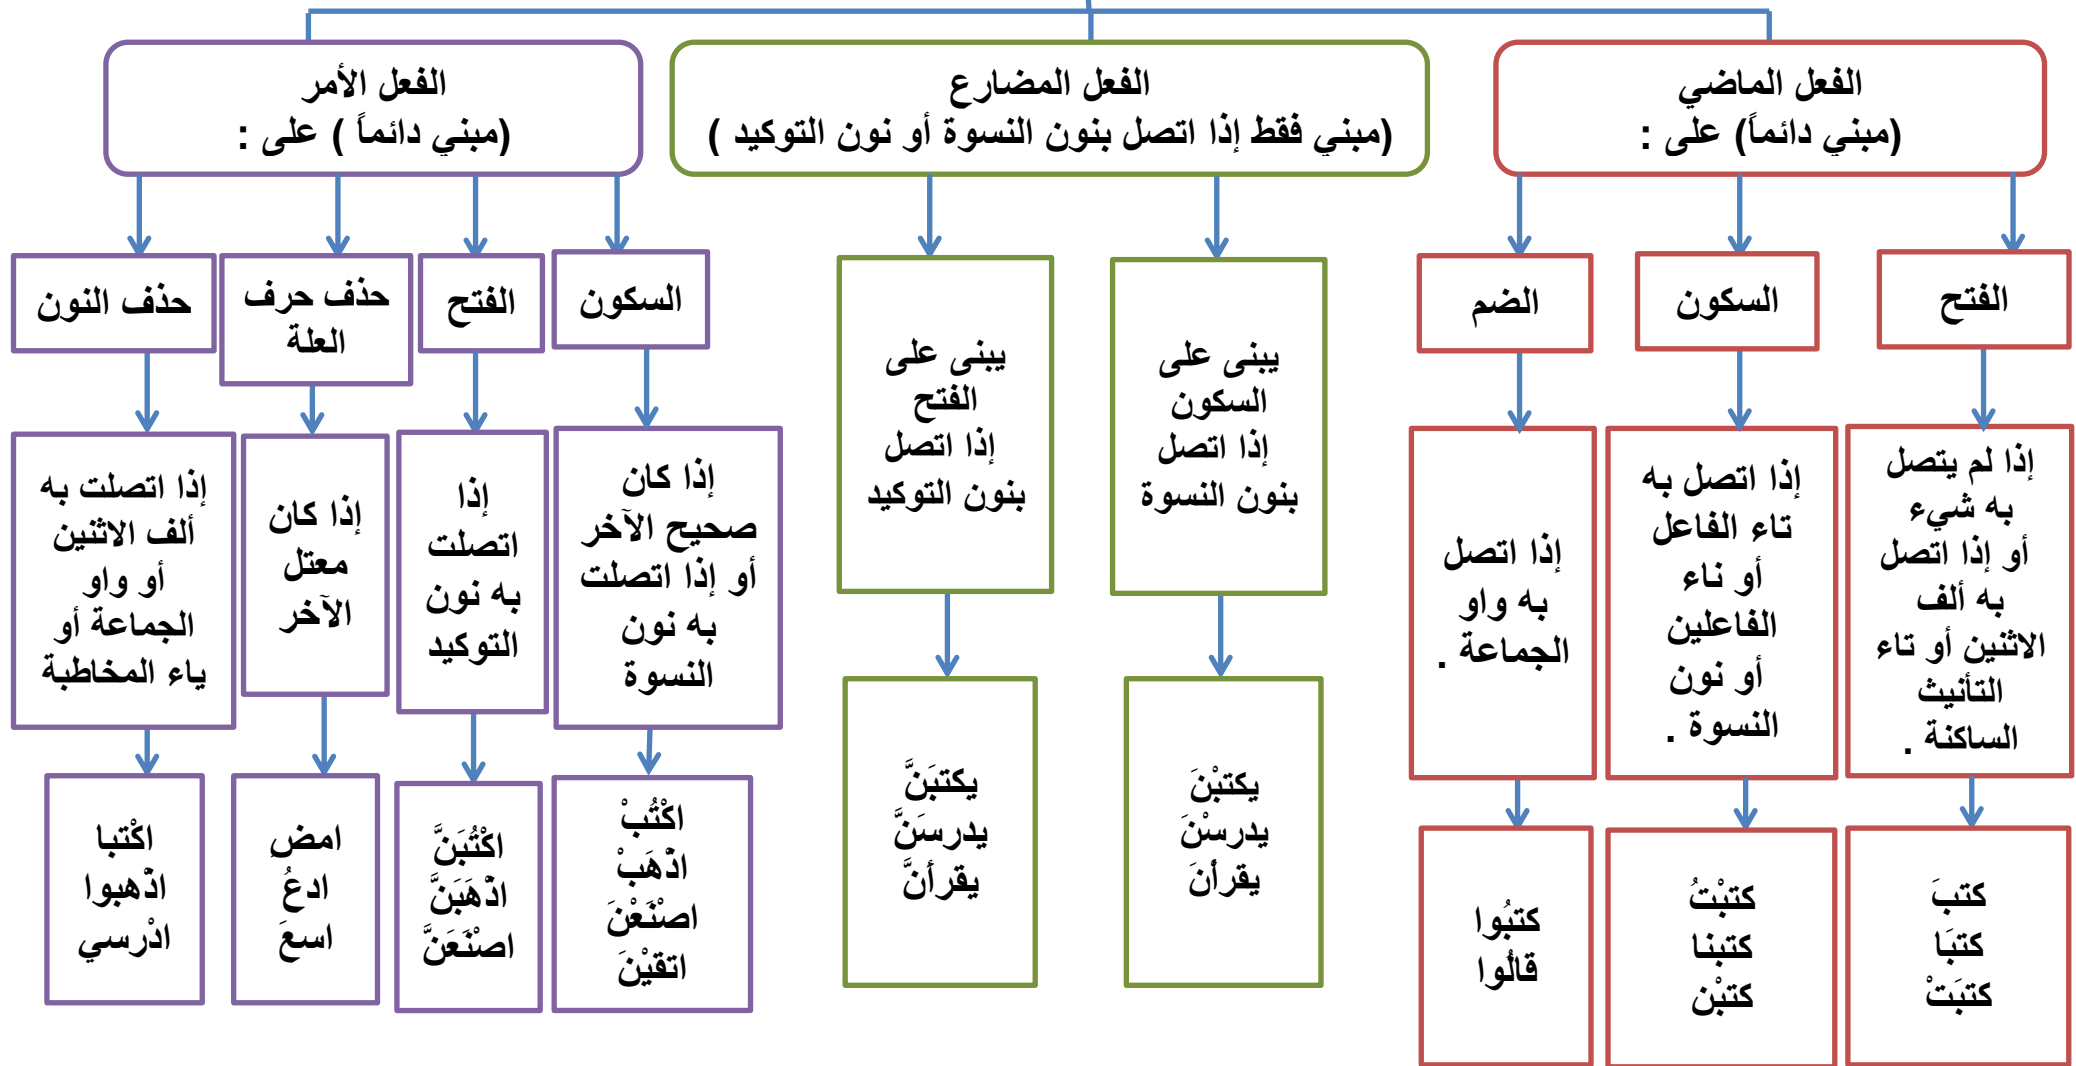 الفعل الماضي
(مبني دائماً) على :
الفعل المضارع
(مبني فقط إذا اتصل بنون النسوة أو نون التوكيد )
الفعل الأمر
(مبني دائماً ) على :
الفتح
السكون
الضم
يبنى على
السكون
إذا اتصل
بنون النسوة
يبنى على
الفتح
إذا اتصل
بنون التوكيد
السكون
الفتح
حذف حرف
العلة
حذف النون
إذا لم يتصل
به شيء
أو إذا اتصل
به ألف
الاثنين أو تاء
التأنيث
الساكنة .
إذا اتصل به
تاء الفاعل
أو ناء
الفاعلين
أو نون
النسوة .
إذا اتصل
به واو
الجماعة .
إذا كان
صحيح الآخر
أو إذا اتصلت
به نون
النسوة
إذا
اتصلت
به نون
التوكيد
إذا كان
معتل
الآخر
إذا اتصلت به
ألف الاثنين
أو واو
الجماعة أو
ياء المخاطبة
كتبَ
كتبَا
كتبَتْ
كتبْتُ
كتبنا
كتبْن
كتبُوا
قالُوا
يكتبْنَ
يدرسْنَ
يقرأنَ
يكتبَنَّ
يدرسَنَّ
يقرأنَّ
اكْتُبْ
اذْهَبْ
اصْنَعْنَ
اتقيْنَ
اكْتُبَنَّ
اذْهَبَنَّ
اصْنَعَنَّ
امضِ
ادعُ
اسعَ
اكْتبا
اذْهبوا
ادْرسي